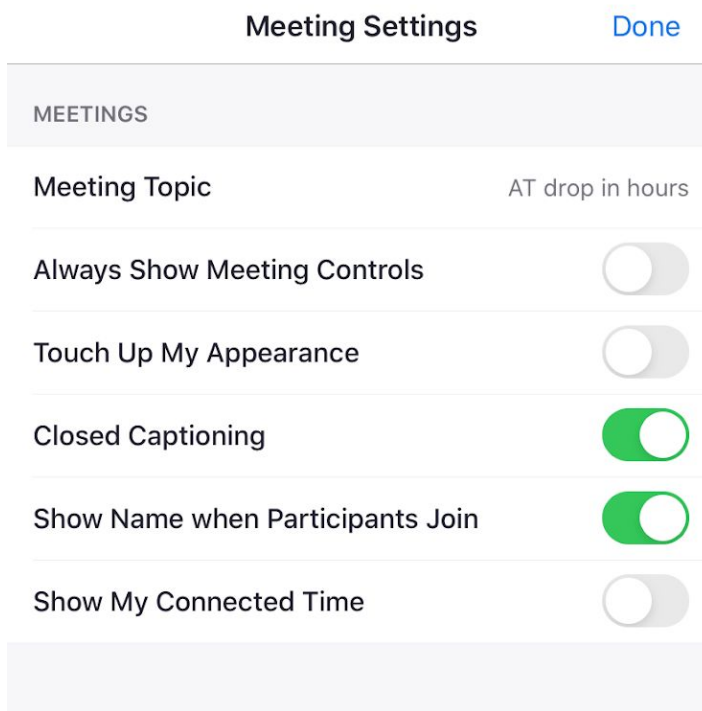 Meeting Settings Done
MEETINGS
Meeting Topic AT drop in hours
Always Show Meeting Controls
Touch Up My Appearance
Closed Captioning
Show Name when Participants Join
Show My Connected Time